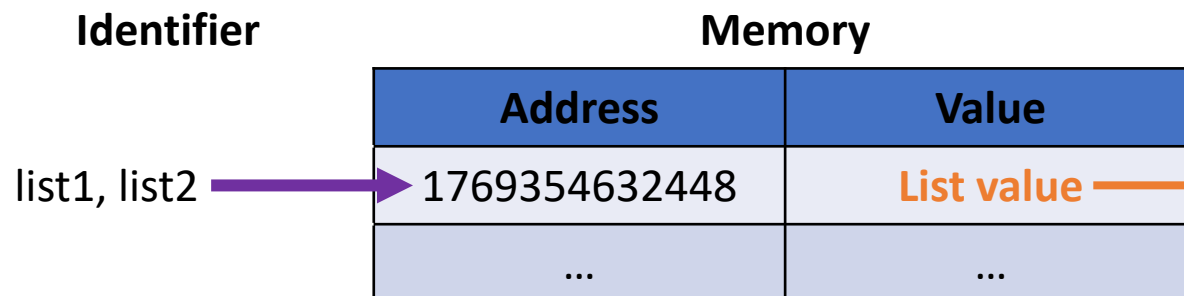 Identifier Memory
Address Value
list1, list2 1769354632448 List value
... ...